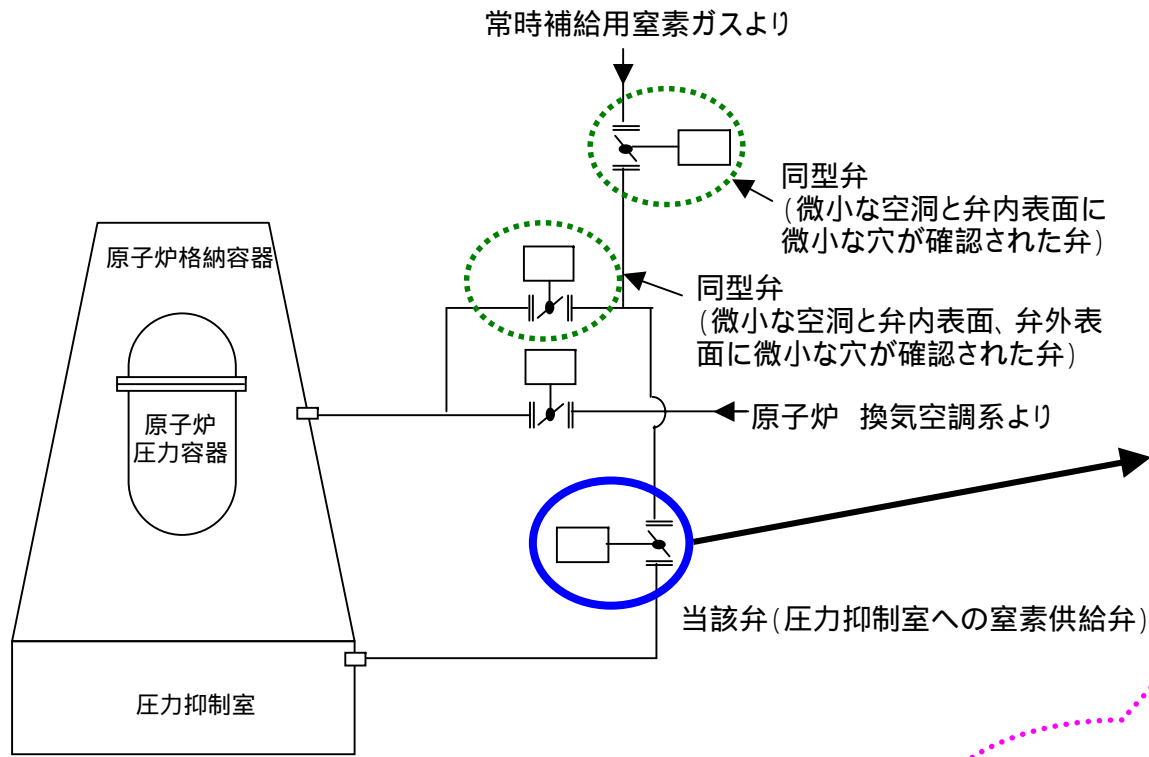 常時補給用窒素ガスより
同型弁
(微小な空洞と弁内表面に
微小な穴が確認された弁)
原子炉格納容器
同型弁
(微小な空洞と弁内表面、弁外表
面に微小な穴が確認された弁)
原子炉
圧力容器
原子炉 換気空調系より
当該弁(圧力抑制室への窒素供給弁)
圧力抑制室